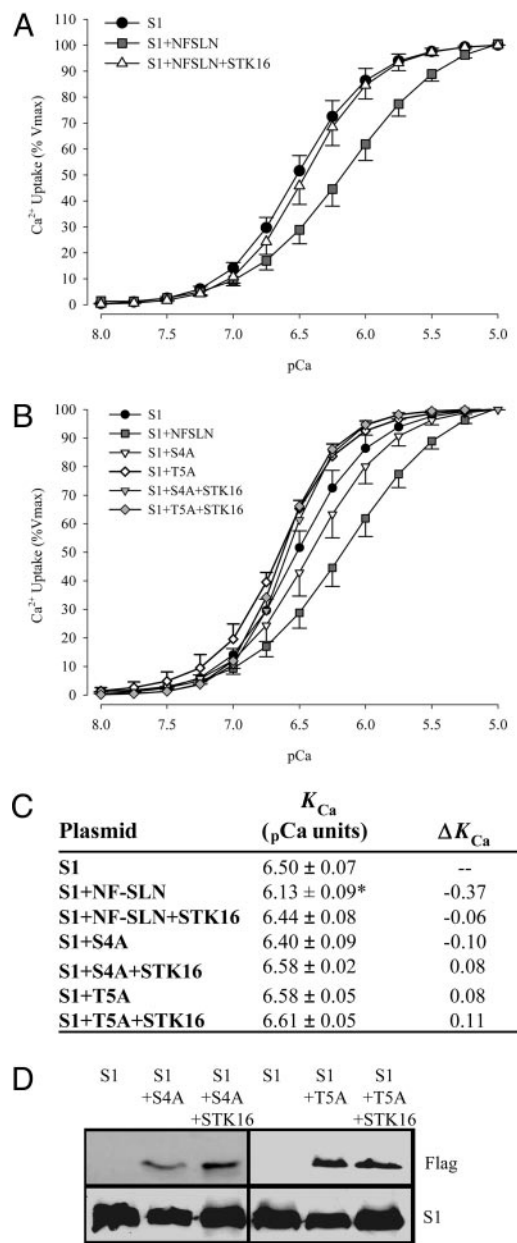 A
S1
S1+NFSLN
S1+NFSLN+STK16
Ca²⁺ Uptake (% Vmax)
100
90
80
70
60
50
40
30
20
10
0
8.0 7.5 7.0 6.5 6.0 5.5 5.0
pCa
B
S1
S1+NFSLN
S1+S4A
S1+T5A
S1+S4A+STK16
S1+T5A+STK16
Ca²⁺ Uptake (%Vmax)
100
90
80
70
60
50
40
30
20
10
0
8.0 7.5 7.0 6.5 6.0 5.5 5.0
pCa
C
Plasmid K_Ca (pCa units) ΔK_Ca
S1 6.50 ± 0.07 --
S1+NF-SLN 6.13 ± 0.09* -0.37
S1+NF-SLN+STK16 6.44 ± 0.08 -0.06
S1+S4A 6.40 ± 0.09 -0.10
S1+S4A+STK16 6.58 ± 0.02 0.08
S1+T5A 6.58 ± 0.05 0.08
S1+T5A+STK16 6.61 ± 0.05 0.11
D
S1 S1 S1 S1 S1 S1
+S4A +S4A +T5A +T5A
+STK16 +STK16
Flag
S1